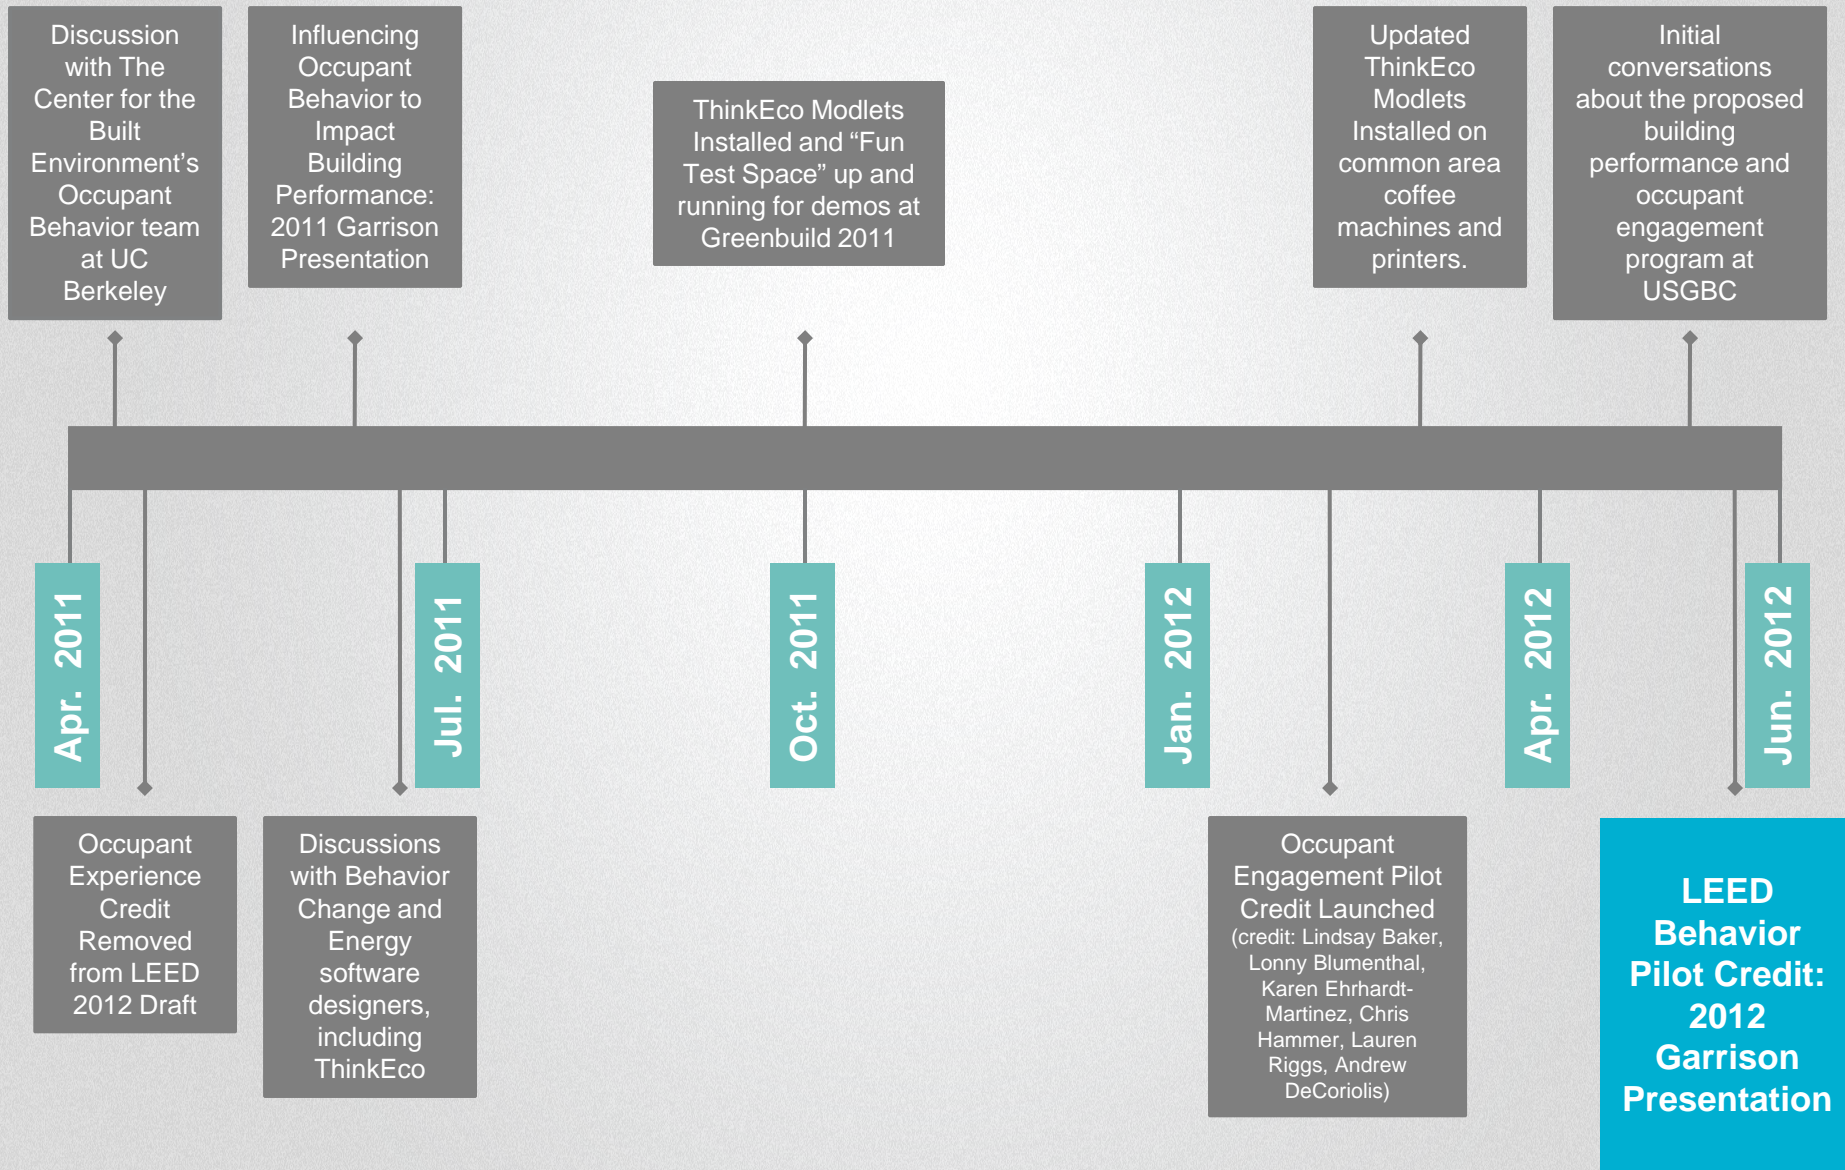 Discussion
with The
Center for the
Built
Environment’s
Occupant
Behavior team
at UC
Berkeley
Influencing
Occupant
Behavior to
Impact
Building
Performance:
2011 Garrison
Presentation
ThinkEco Modlets
Installed and “Fun
Test Space” up and
running for demos at
Greenbuild 2011
Updated
ThinkEco
Modlets
Installed on
common area
coffee
machines and
printers.
Initial
conversations
about the proposed
building
performance and
occupant
engagement
program at
USGBC
Apr. 2011
Jul. 2011
Oct. 2011
Jan. 2012
Apr. 2012
Jun. 2012
Occupant
Experience
Credit
Removed
from LEED
2012 Draft
Discussions
with Behavior
Change and
Energy
software
designers,
including
ThinkEco
Occupant
Engagement Pilot
Credit Launched
(credit: Lindsay Baker,
Lonny Blumenthal,
Karen Ehrhardt-
Martinez, Chris
Hammer, Lauren
Riggs, Andrew
DeCoriolis)
LEED
Behavior
Pilot Credit:
2012
Garrison
Presentation